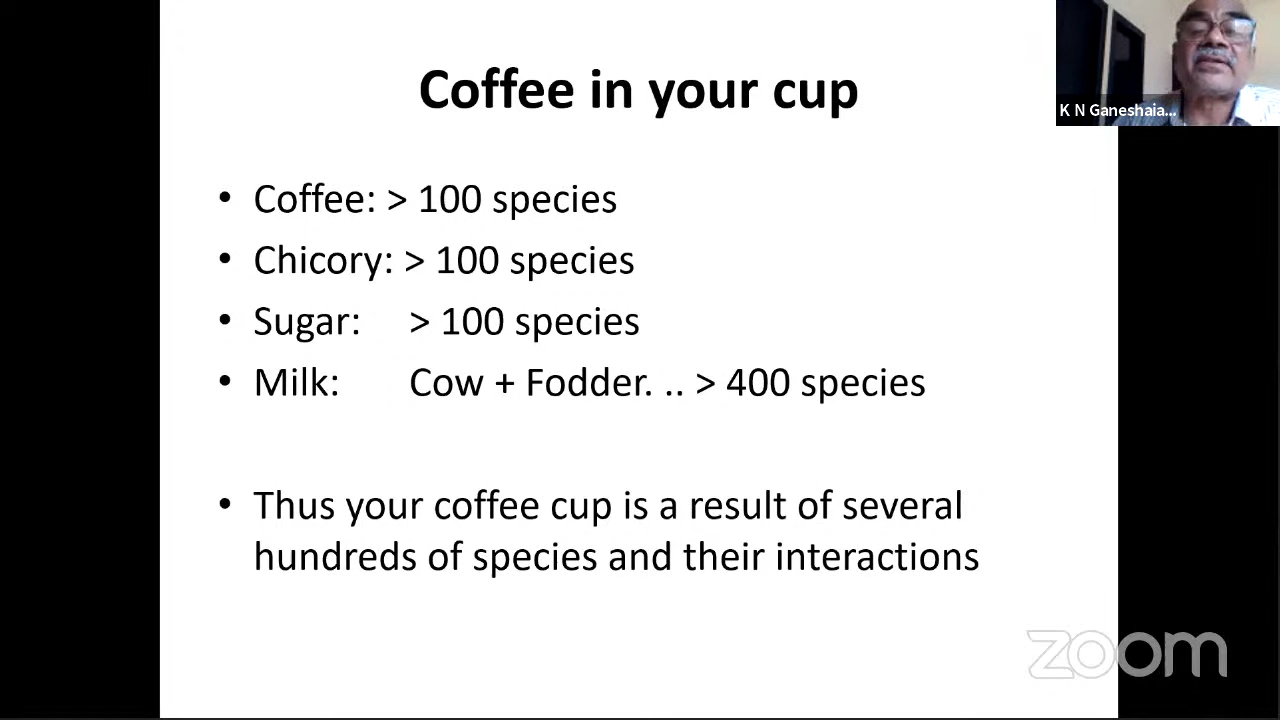 Coffee in your cup
K N Ganeshaia...
• Coffee: > 100 species
• Chicory: > 100 species
• Sugar: > 100 species
• Milk: Cow + Fodder. .. > 400 species
• Thus your coffee cup is a result of several
hundreds of species and their interactions
zoom